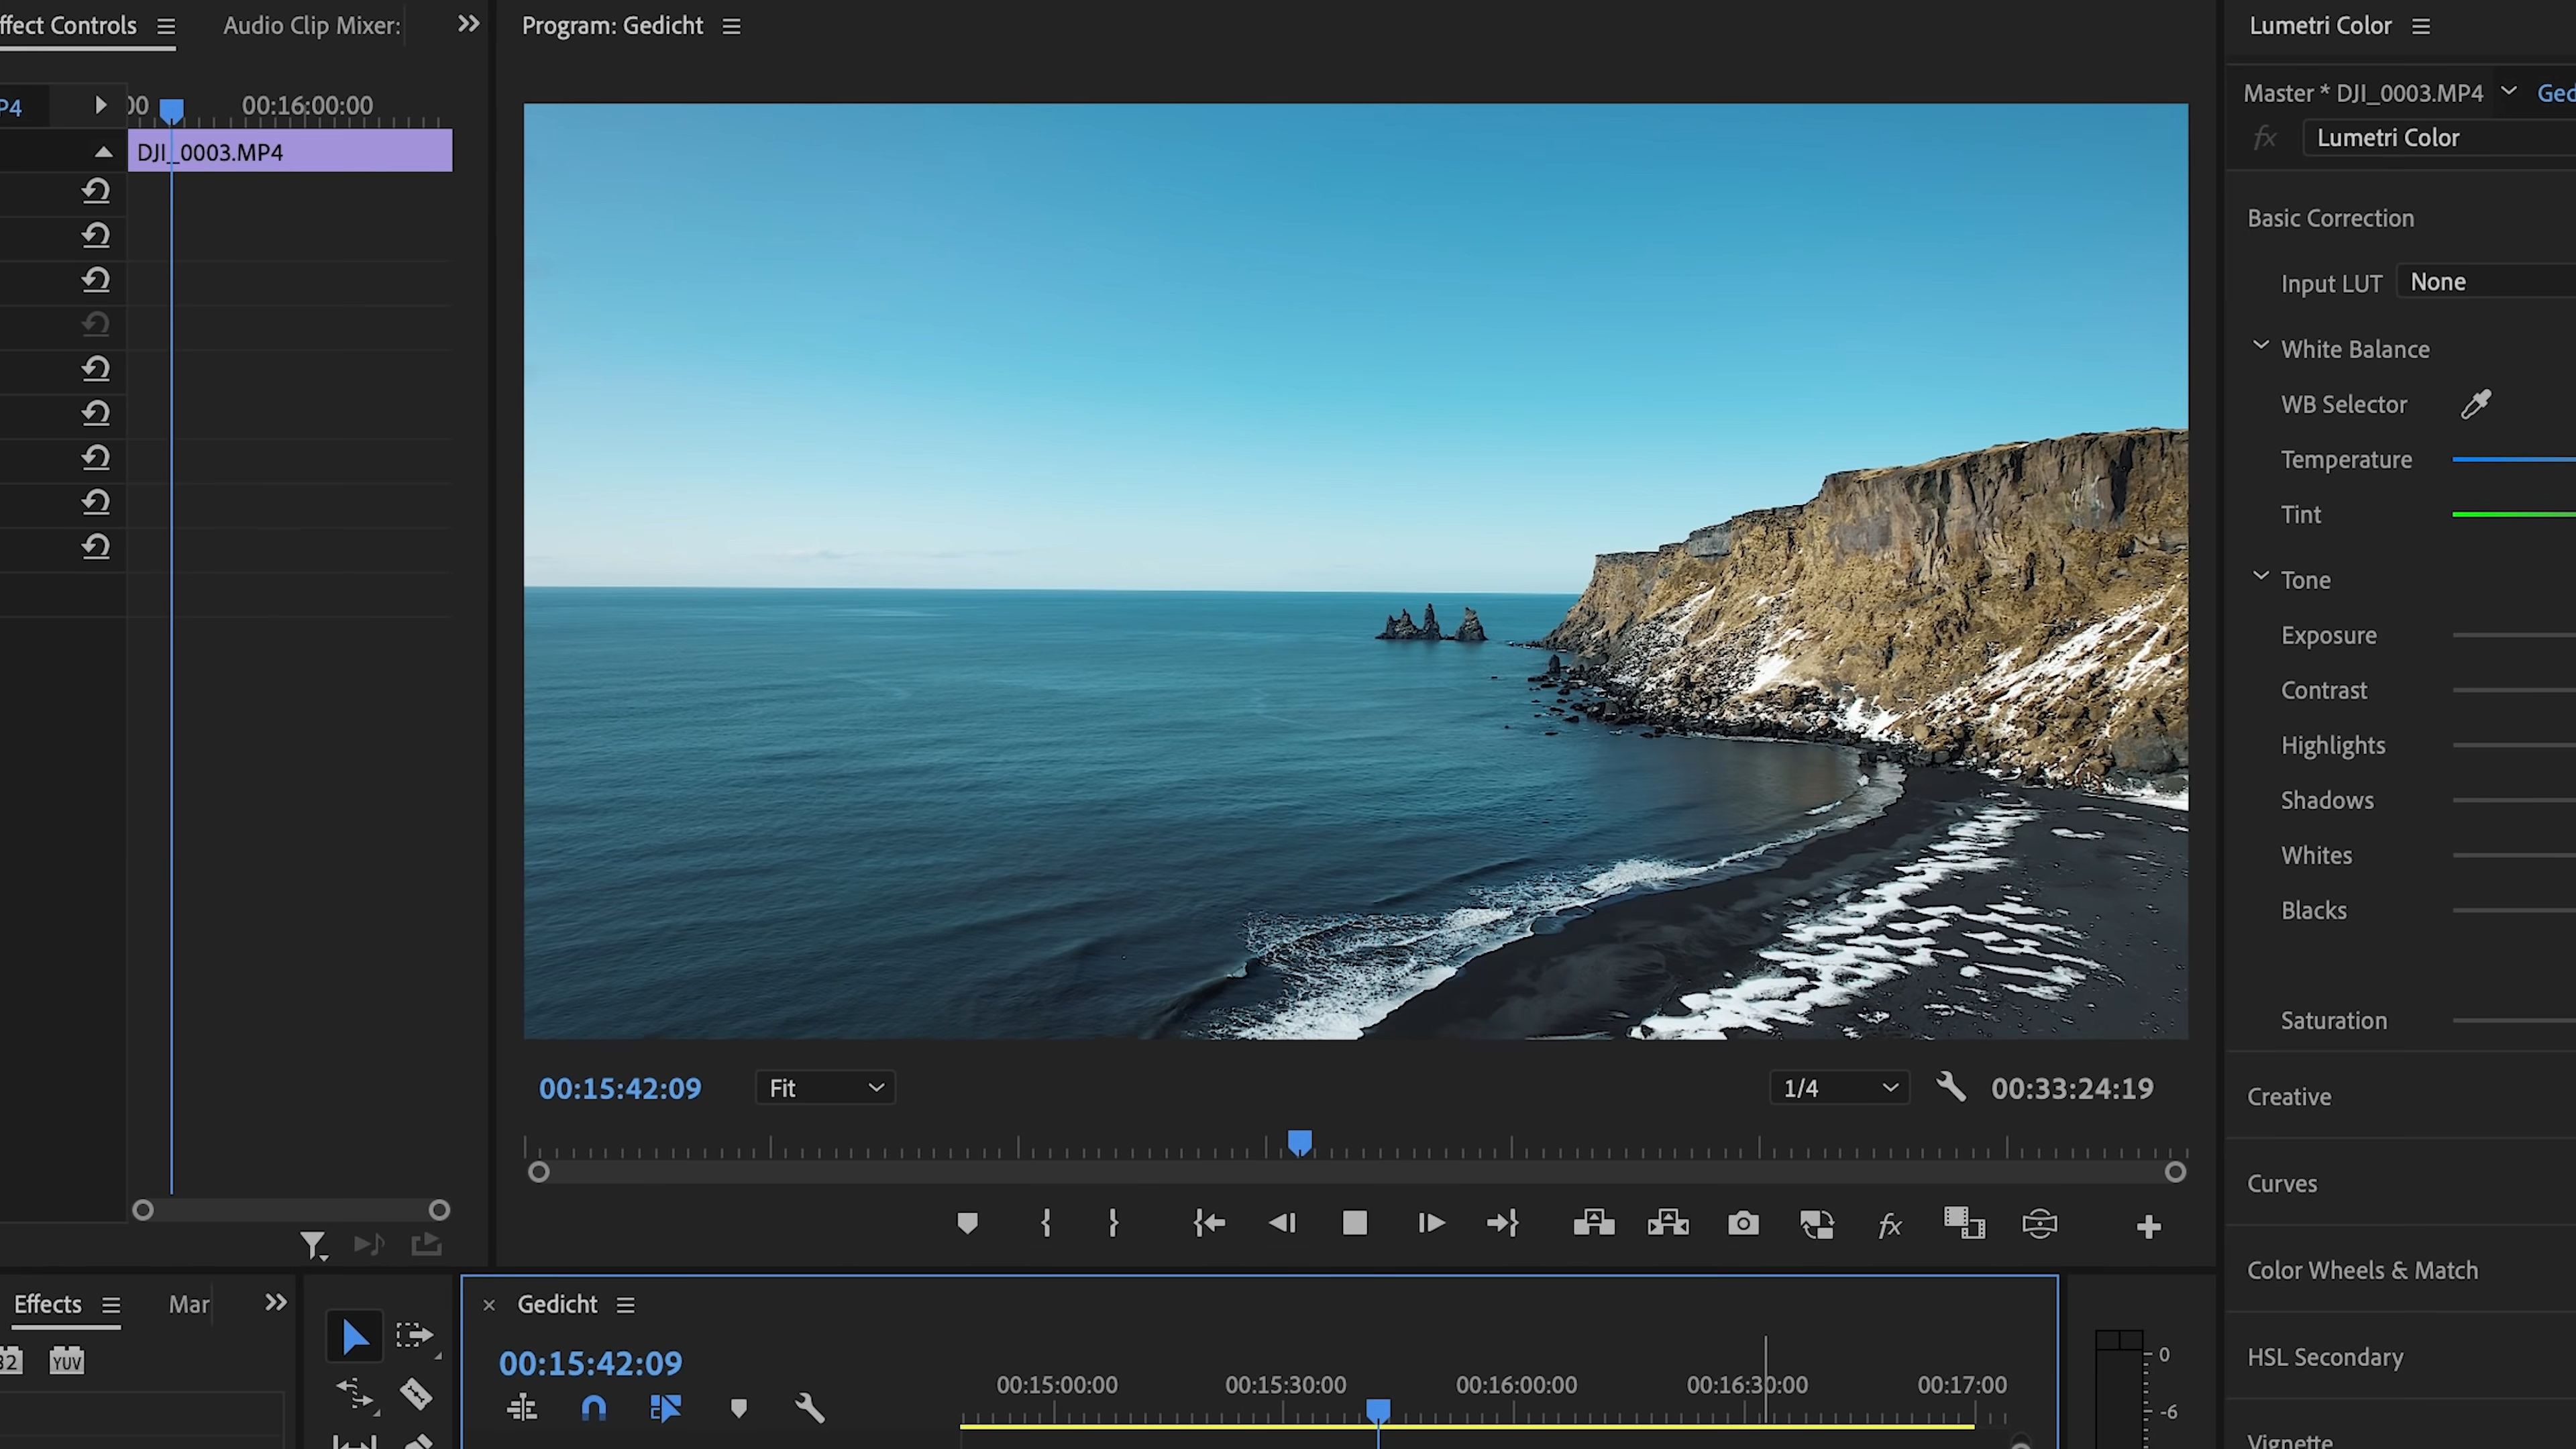 ffect Controls
Audio Clip Mixer:
P4
00
00:16:00:00
DJI_0003.MP4
Program: Gedicht
00:15:42:09
Fit
1/4
00:33:24:19
Lumetri Color
Master * DJI_0003.MP4
Ged
fx
Lumetri Color
Basic Correction
Input LUT
None
White Balance
WB Selector
Temperature
Tint
Tone
Exposure
Contrast
Highlights
Shadows
Whites
Blacks
Saturation
Creative
Curves
Color Wheels & Match
HSL Secondary
Vignette
fx
Effects
Mar
32
YUV
Gedicht
00:15:42:09
00:15:00:00
00:15:30:00
00:16:00:00
00:16:30:00
00:17:00
0
-6